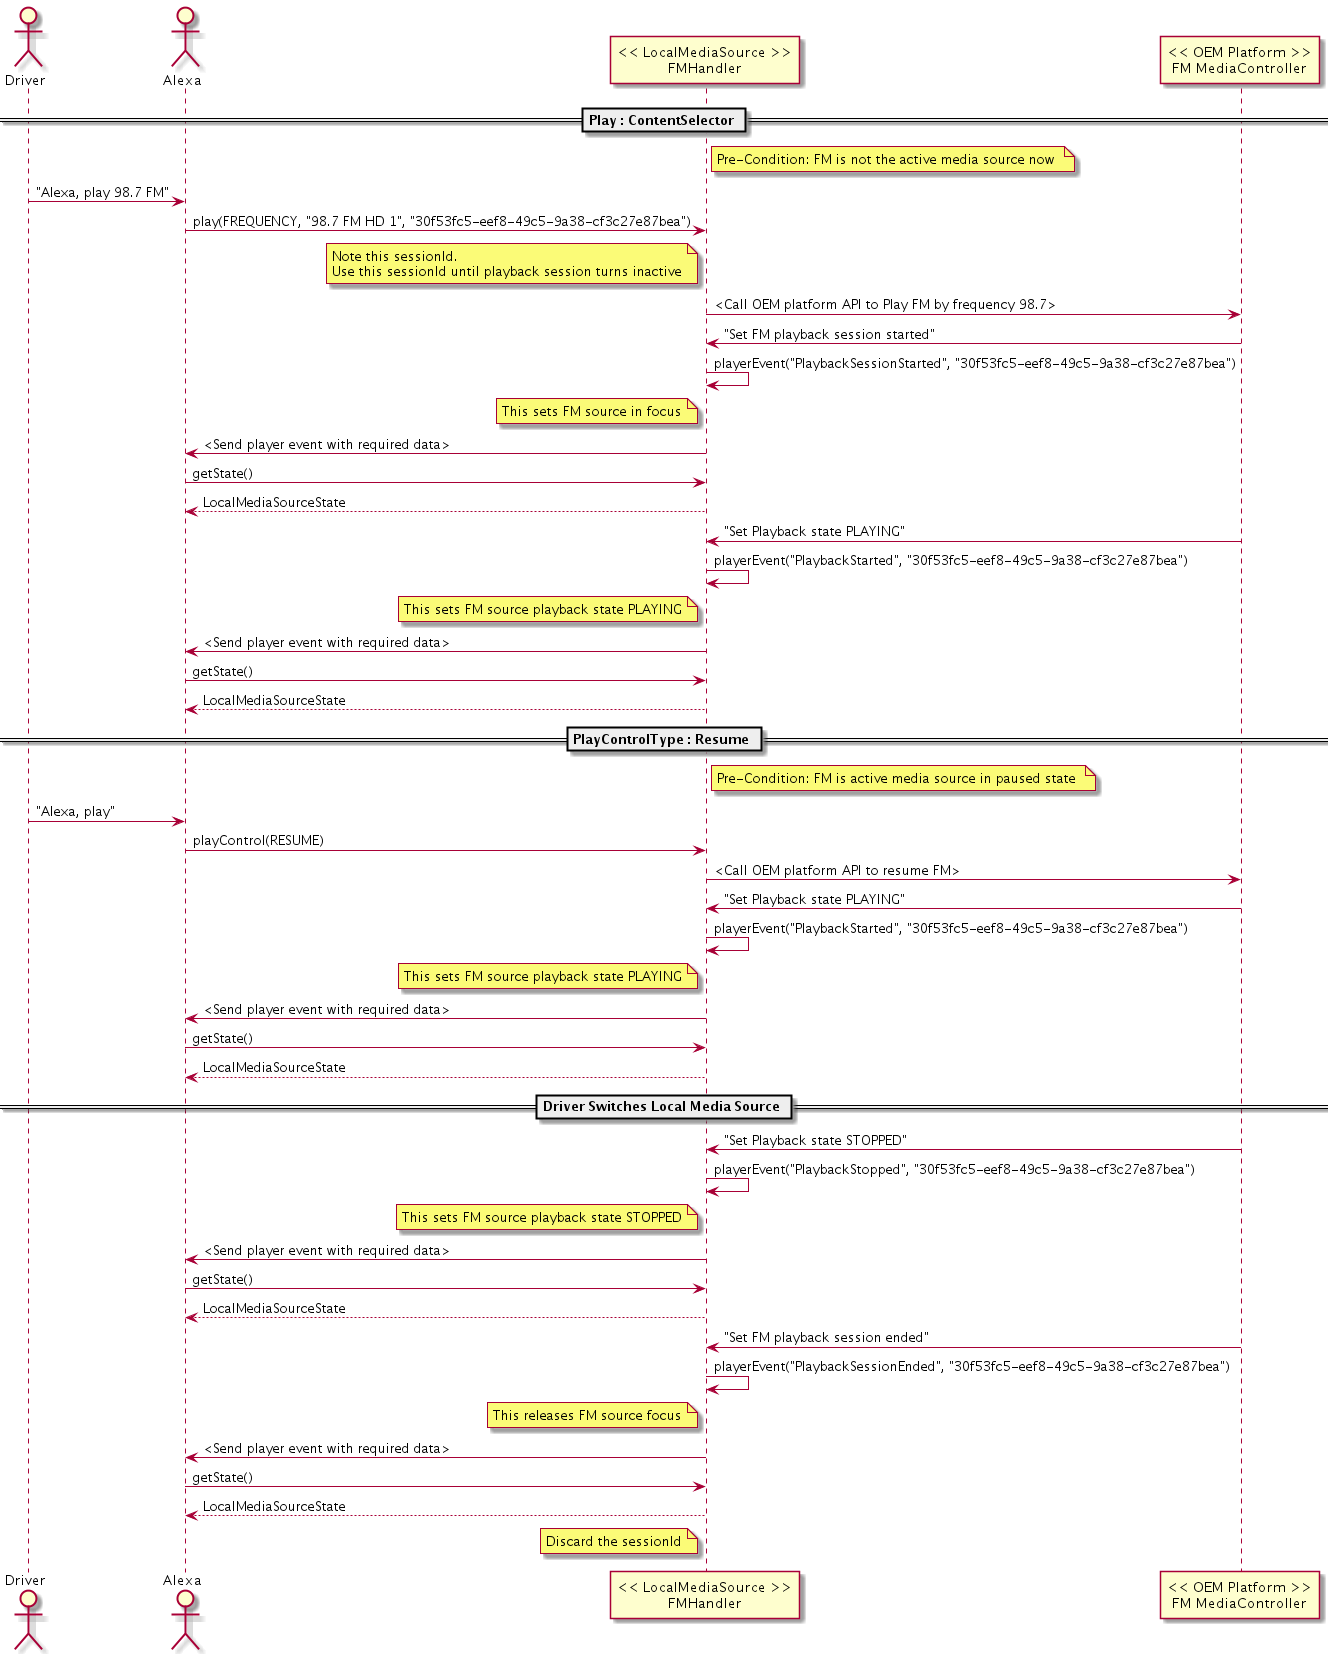 Driver
Alexa
<< LocalMediaSource >>
FMHandler
<< OEM Platform >>
FM MediaController
Play : ContentSelector
Pre-Condition: FM is not the active media source now
"Alexa, play 98.7 FM"
play(FREQUENCY, "98.7 FM HD 1", "30f53fc5-eef8-49c5-9a38-cf3c27e87bea")
Note this sessionId.
Use this sessionId until playback session turns inactive
<Call OEM platform API to Play FM by frequency 98.7>
"Set FM playback session started"
playerEvent("PlaybackSessionStarted", "30f53fc5-eef8-49c5-9a38-cf3c27e87bea")
This sets FM source in focus
<Send player event with required data>
getState()
LocalMediaSourceState
"Set Playback state PLAYING"
playerEvent("PlaybackStarted", "30f53fc5-eef8-49c5-9a38-cf3c27e87bea")
This sets FM source playback state PLAYING
<Send player event with required data>
getState()
LocalMediaSourceState
PlayControlType : Resume
Pre-Condition: FM is active media source in paused state
"Alexa, play"
playControl(RESUME)
<Call OEM platform API to resume FM>
"Set Playback state PLAYING"
playerEvent("PlaybackStarted", "30f53fc5-eef8-49c5-9a38-cf3c27e87bea")
This sets FM source playback state PLAYING
<Send player event with required data>
getState()
LocalMediaSourceState
Driver Switches Local Media Source
"Set Playback state STOPPED"
playerEvent("PlaybackStopped", "30f53fc5-eef8-49c5-9a38-cf3c27e87bea")
This sets FM source playback state STOPPED
<Send player event with required data>
getState()
LocalMediaSourceState
"Set FM playback session ended"
playerEvent("PlaybackSessionEnded", "30f53fc5-eef8-49c5-9a38-cf3c27e87bea")
This releases FM source focus
<Send player event with required data>
getState()
LocalMediaSourceState
Discard the sessionId
Driver
Alexa
<< LocalMediaSource >>
FMHandler
<< OEM Platform >>
FM MediaController